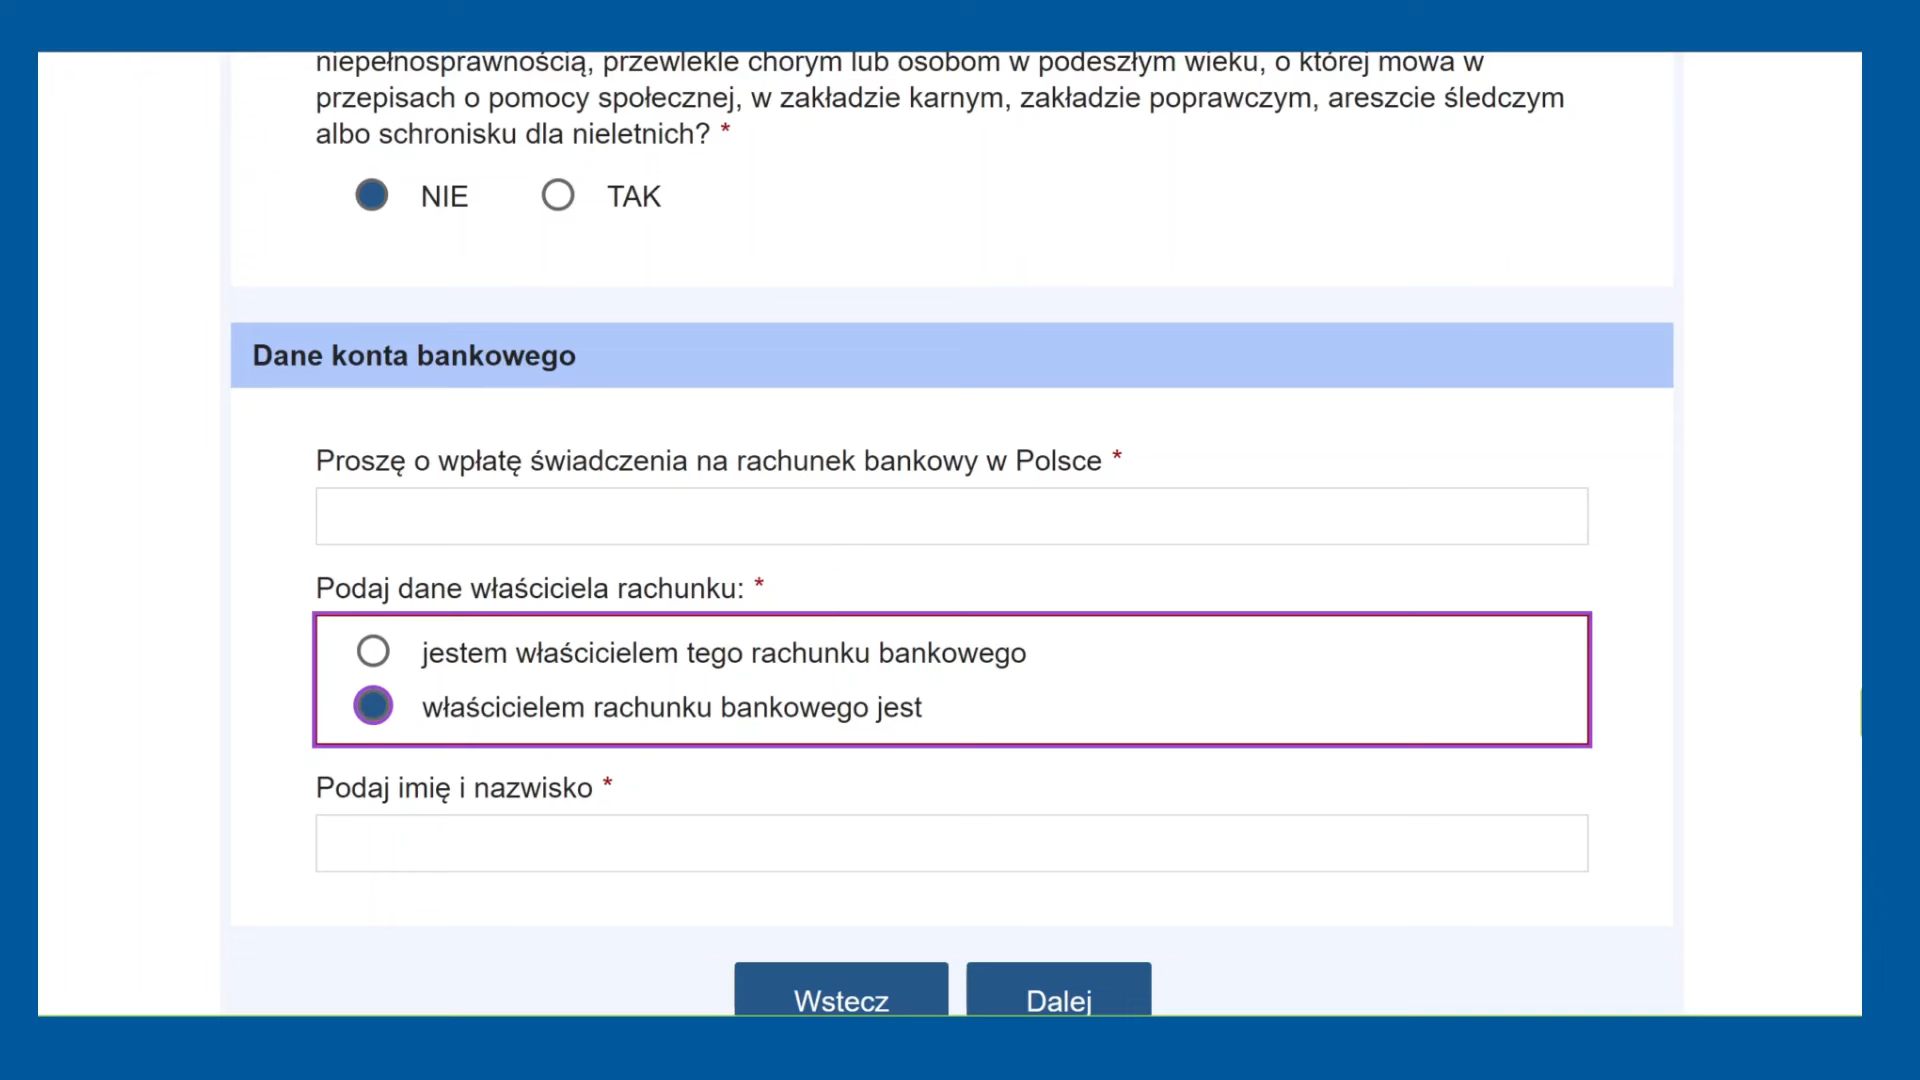 niepełnosprawnością, przewlekle chorym lub osobom w podeszłym wieku, o której mowa w
przepisach o pomocy społecznej, w zakładzie karnym, zakładzie poprawczym, areszcie śledczym
albo schronisku dla nieletnich? *
NIE TAK
Dane konta bankowego
Proszę o wpłatę świadczenia na rachunek bankowy w Polsce *
Podaj dane właściciela rachunku: *
jestem właścicielem tego rachunku bankowego
właścicielem rachunku bankowego jest
Podaj imię i nazwisko *
Wstecz Dalej